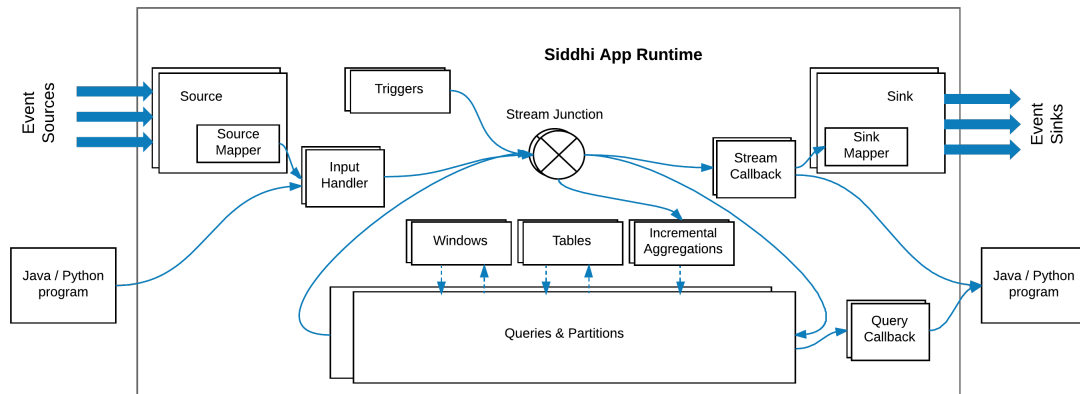 Siddhi App Runtime
Event
Sources
Source
Source
Mapper
Triggers
Stream Junction
Input
Handler
Stream
Callback
Sink
Sink
Mapper
Event
Sinks
Java / Python
program
Windows
Tables
Incremental
Aggregations
Queries & Partitions
Query
Callback
Java / Python
program